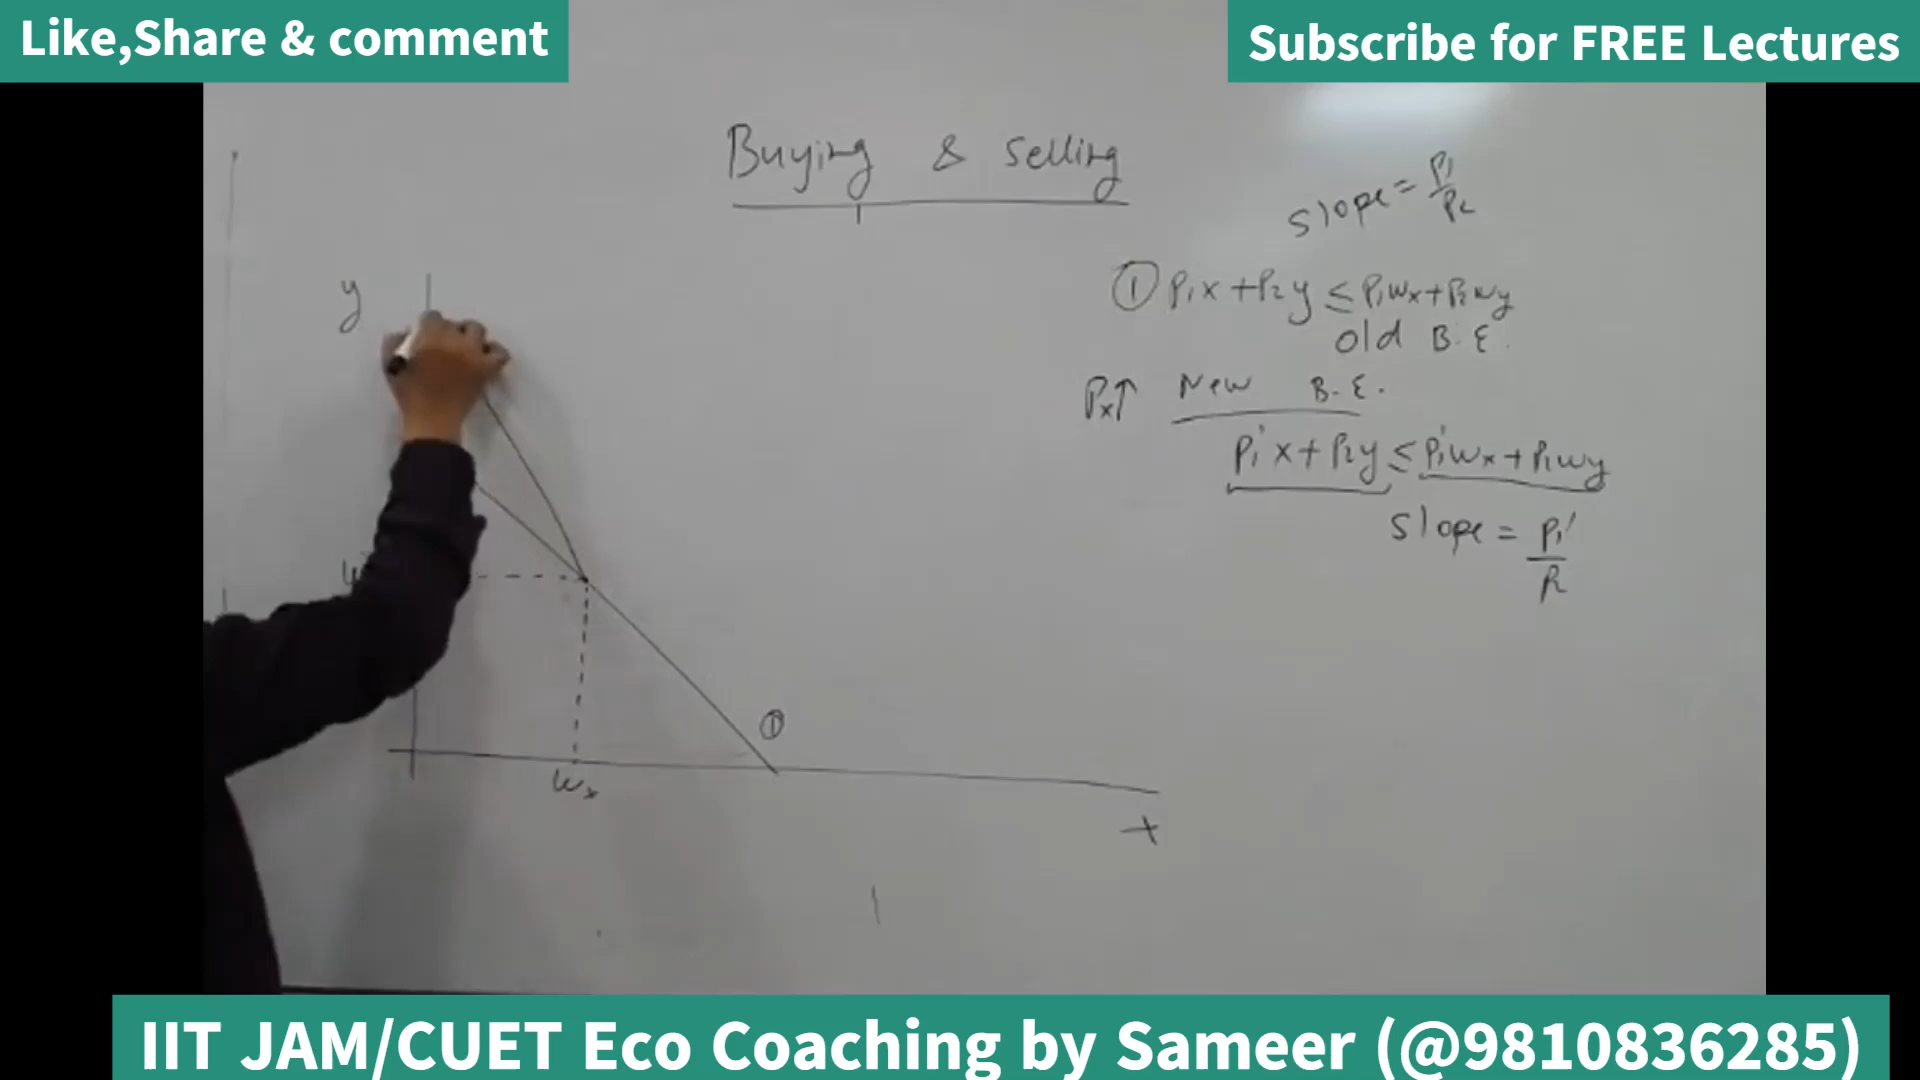 Like,Share & comment
Subscribe for FREE Lectures
Buying & Selling
slope = P1/P2
y
① P1x + P2y ≤ P1wx + P2wy
old B.E.
Px↑ New B.E.
P1'x + P2y ≤ P1'wx + P2wy
slope = P1'/P2
①
wx
x
IIT JAM/CUET Eco Coaching by Sameer (@9810836285)